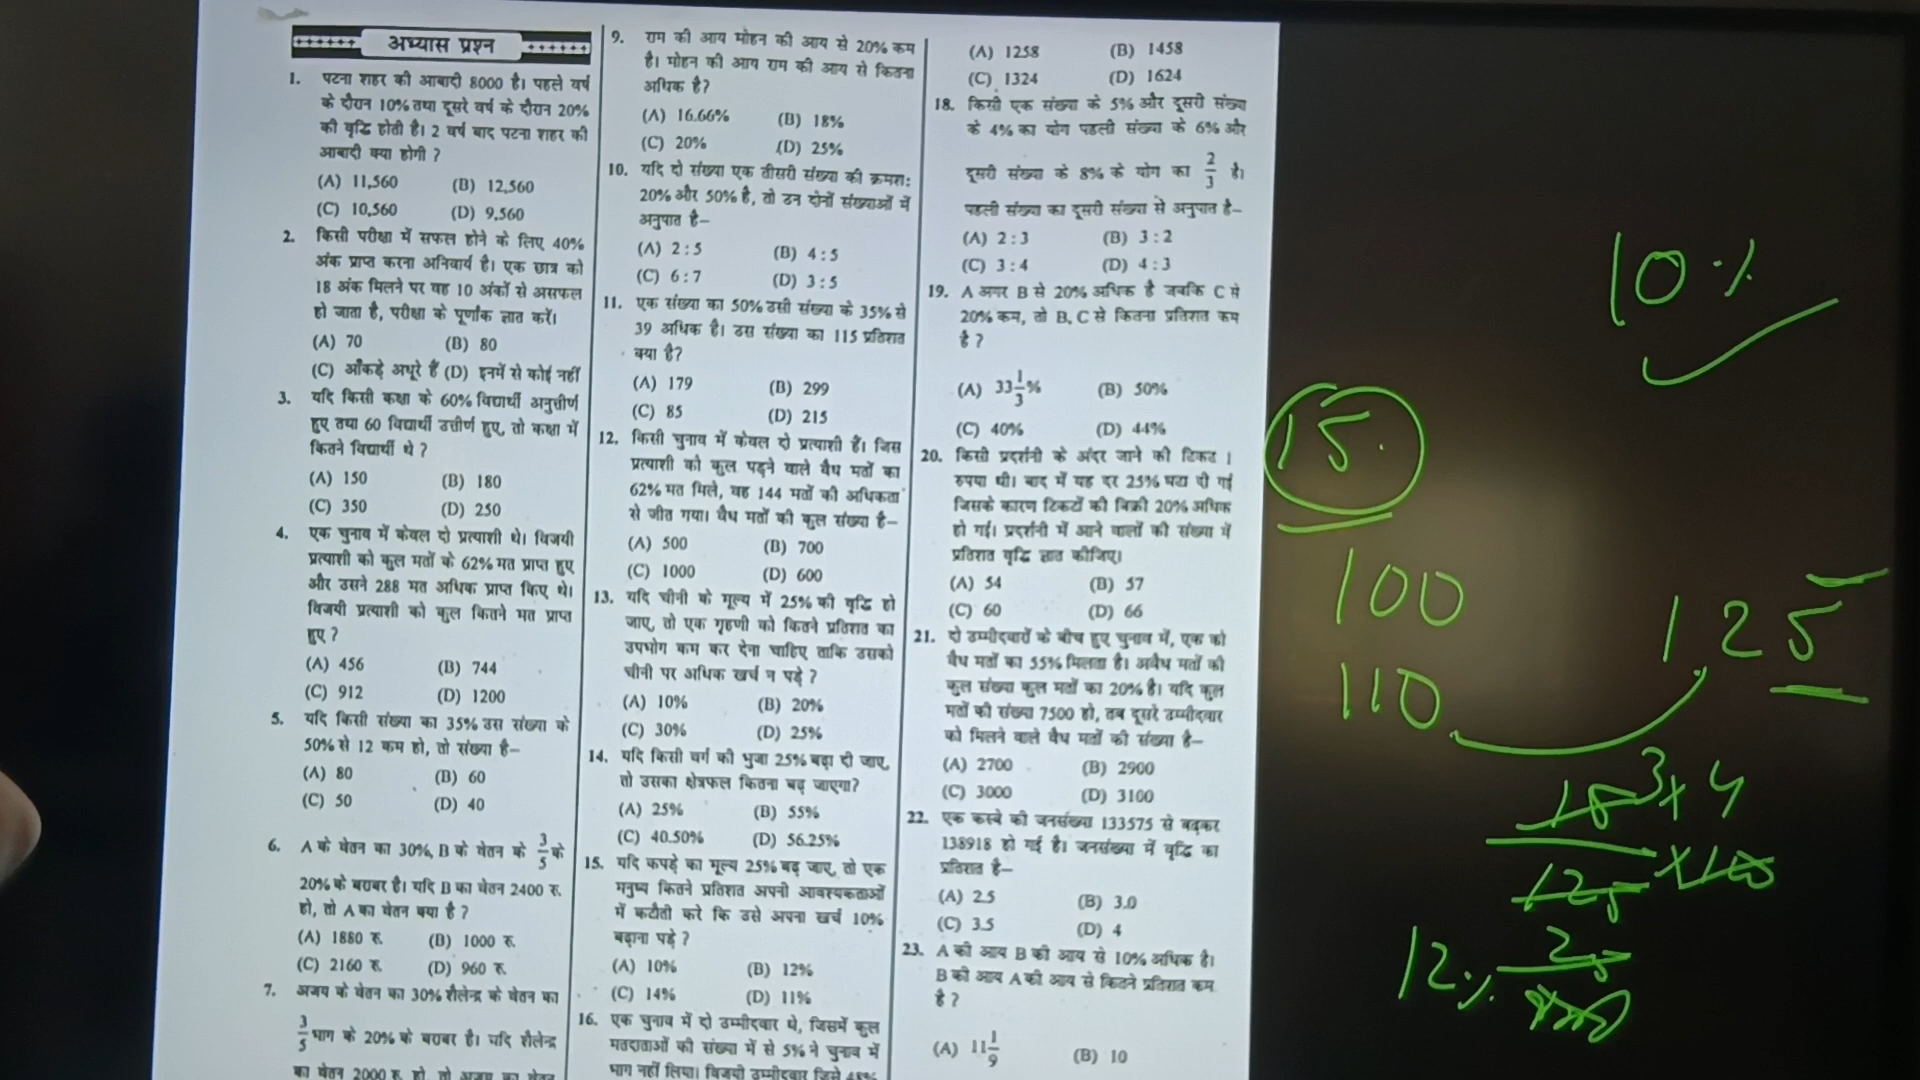 अभ्यास प्रश्न
1. पटना शहर की आबादी 8000 है। पहले वर्ष
के दौरान 10% तथा दूसरे वर्ष के दौरान 20%
की वृद्धि होती है। 2 वर्ष बाद पटना शहर की
आबादी क्या होगी ?
(A) 11,560 (B) 12,560
(C) 10,560 (D) 9,560
2. किसी परीक्षा में सफल होने के लिए 40%
अंक प्राप्त करना अनिवार्य है। एक छात्र को
18 अंक मिलने पर वह 10 अंकों से असफल
हो जाता है, परीक्षा के पूर्णांक ज्ञात करें।
(A) 70 (B) 80
(C) आँकड़े अधूरे हैं (D) इनमें से कोई नहीं
3. यदि किसी कक्षा के 60% विद्यार्थी अनुत्तीर्ण
हुए तथा 60 विद्यार्थी उत्तीर्ण हुए, तो कक्षा में
कितने विद्यार्थी थे ?
(A) 150 (B) 180
(C) 350 (D) 250
4. एक चुनाव में केवल दो प्रत्याशी थे। विजयी
प्रत्याशी को कुल मतों के 62% मत प्राप्त हुए
और उसने 288 मत अधिक प्राप्त किए थे।
विजयी प्रत्याशी को कुल कितने मत प्राप्त
हुए ?
(A) 456 (B) 744
(C) 912 (D) 1200
5. यदि किसी संख्या का 35% उस संख्या के
50% से 12 कम हो, तो संख्या है–
(A) 80 (B) 60
(C) 50 (D) 40
6. A के वेतन का 30%, B के वेतन के 3/5 के
20% के बराबर है। यदि B का वेतन 2400 रु.
हो, तो A का वेतन क्या है ?
(A) 1880 रु. (B) 1000 रु.
(C) 2160 रु. (D) 960 रु.
7. अजय के वेतन का 30% शैलेन्द्र के वेतन का
3/5 भाग के 20% के बराबर है। यदि शैलेन्द्र
का वेतन 2000 रु. हो, तो अजय का वेतन
9. राम की आय मोहन की आय से 20% कम
है। मोहन की आय राम की आय से कितना
अधिक है?
(A) 16.66% (B) 18%
(C) 20% (D) 25%
10. यदि दो संख्या एक तीसरी संख्या की क्रमशः
20% और 50% है, तो उन दोनों संख्याओं में
अनुपात है–
(A) 2 : 5 (B) 4 : 5
(C) 6 : 7 (D) 3 : 5
11. एक संख्या का 50% उसी संख्या के 35% से
39 अधिक है। उस संख्या का 115 प्रतिशत
क्या है?
(A) 179 (B) 299
(C) 85 (D) 215
12. किसी चुनाव में केवल दो प्रत्याशी हैं। जिस
प्रत्याशी को कुल पड़ने वाले वैध मतों का
62% मत मिले, वह 144 मतों की अधिकता
से जीत गया। वैध मतों की कुल संख्या है–
(A) 500 (B) 700
(C) 1000 (D) 600
13. यदि चीनी के मूल्य में 25% की वृद्धि हो
जाए, तो एक गृहणी को कितने प्रतिशत का
उपभोग कम कर देना चाहिए ताकि उसको
चीनी पर अधिक खर्च न पड़े ?
(A) 10% (B) 20%
(C) 30% (D) 25%
14. यदि किसी वर्ग की भुजा 25% बढ़ा दी जाए,
तो उसका क्षेत्रफल कितना बढ़ जाएगा?
(A) 25% (B) 55%
(C) 40.50% (D) 56.25%
15. यदि कपड़े का मूल्य 25% बढ़ जाए, तो एक
मनुष्य कितने प्रतिशत अपनी आवश्यकताओं
में कटौती करे कि उसे अपना खर्च 10%
बढ़ाना पड़े ?
(A) 10% (B) 12%
(C) 14% (D) 11%
16. एक चुनाव में दो उम्मीदवार थे, जिसमें कुल
मतदाताओं की संख्या में से 5% ने चुनाव में
भाग नहीं लिया। विजयी उम्मीदवार जिसे 48%
(A) 1258 (B) 1458
(C) 1324 (D) 1624
18. किसी एक संख्या के 5% और दूसरी संख्या
के 4% का योग पहली संख्या के 6% और
दूसरी संख्या के 8% के योग का 2/3 है।
पहली संख्या का दूसरी संख्या से अनुपात है–
(A) 2 : 3 (B) 3 : 2
(C) 3 : 4 (D) 4 : 3
19. A अगर B से 20% अधिक है जबकि C से
20% कम, तो B, C से कितना प्रतिशत कम
है ?
(A) 33 1/3% (B) 50%
(C) 40% (D) 44%
20. किसी प्रदर्शनी के अंदर जाने की टिकट 1
रुपया थी। बाद में यह दर 25% घटा दी गई
जिसके कारण टिकटों की बिक्री 20% अधिक
हो गई। प्रदर्शनी में आने वालों की संख्या में
प्रतिशत वृद्धि ज्ञात कीजिए।
(A) 54 (B) 57
(C) 60 (D) 66
21. दो उम्मीदवारों के बीच हुए चुनाव में, एक को
वैध मतों का 55% मिलता है। अवैध मतों की
कुल संख्या कुल मतों का 20% है। यदि कुल
मतों की संख्या 7500 हो, तब दूसरे उम्मीदवार
को मिलने वाले वैध मतों की संख्या है–
(A) 2700 (B) 2900
(C) 3000 (D) 3100
22. एक कस्बे की जनसंख्या 133575 से बढ़कर
138918 हो गई है। जनसंख्या में वृद्धि का
प्रतिशत है–
(A) 2.5 (B) 3.0
(C) 3.5 (D) 4
23. A की आय B की आय से 10% अधिक है।
B की आय A की आय से कितने प्रतिशत कम
है ?
(A) 11 1/9 (B) 10
10%
15.
100
125
110
15 3 x 4
125 x 100
12% 25